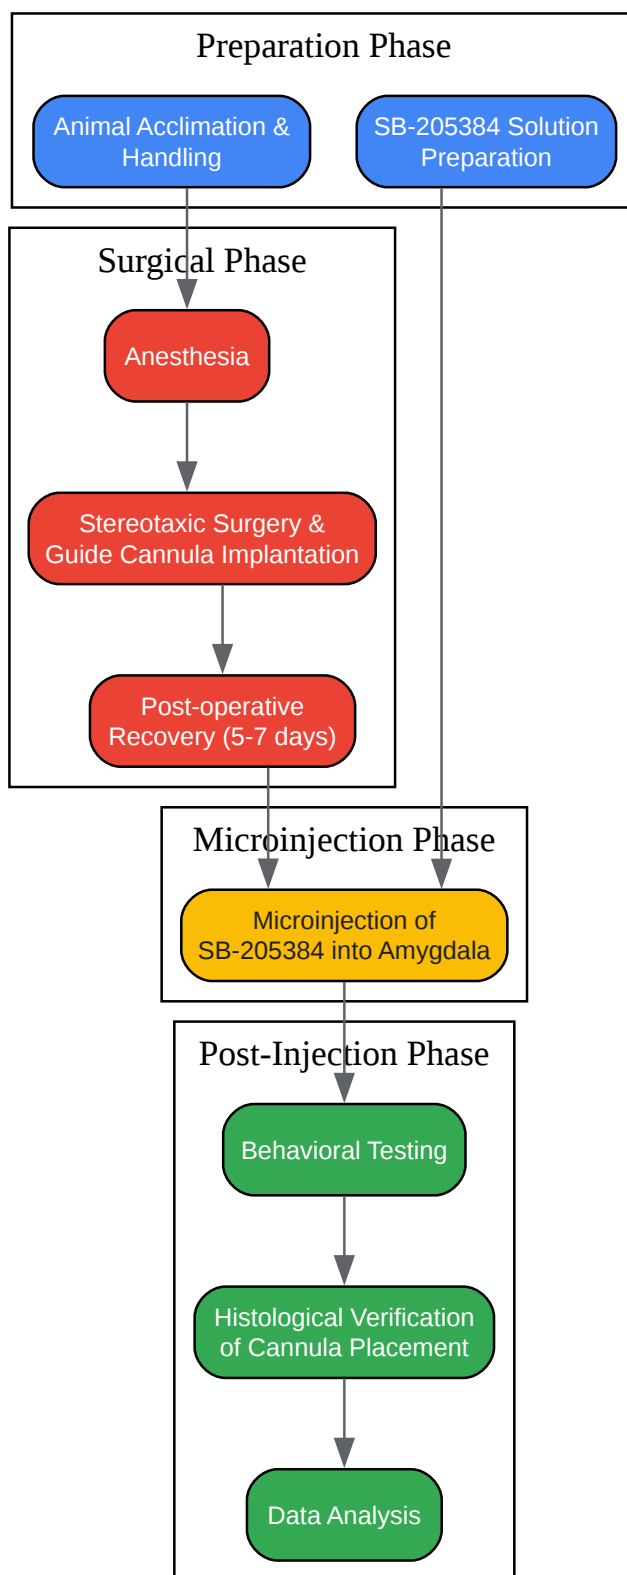 Preparation Phase
Animal Acclimation &
Handling
SB-205384 Solution
Preparation
Surgical Phase
Anesthesia
Stereotaxic Surgery &
Guide Cannula Implantation
Post-operative
Recovery (5-7 days)
Microinjection Phase
Microinjection of
SB-205384 into Amygdala
Post-Injection Phase
Behavioral Testing
Histological Verification
of Cannula Placement
Data Analysis